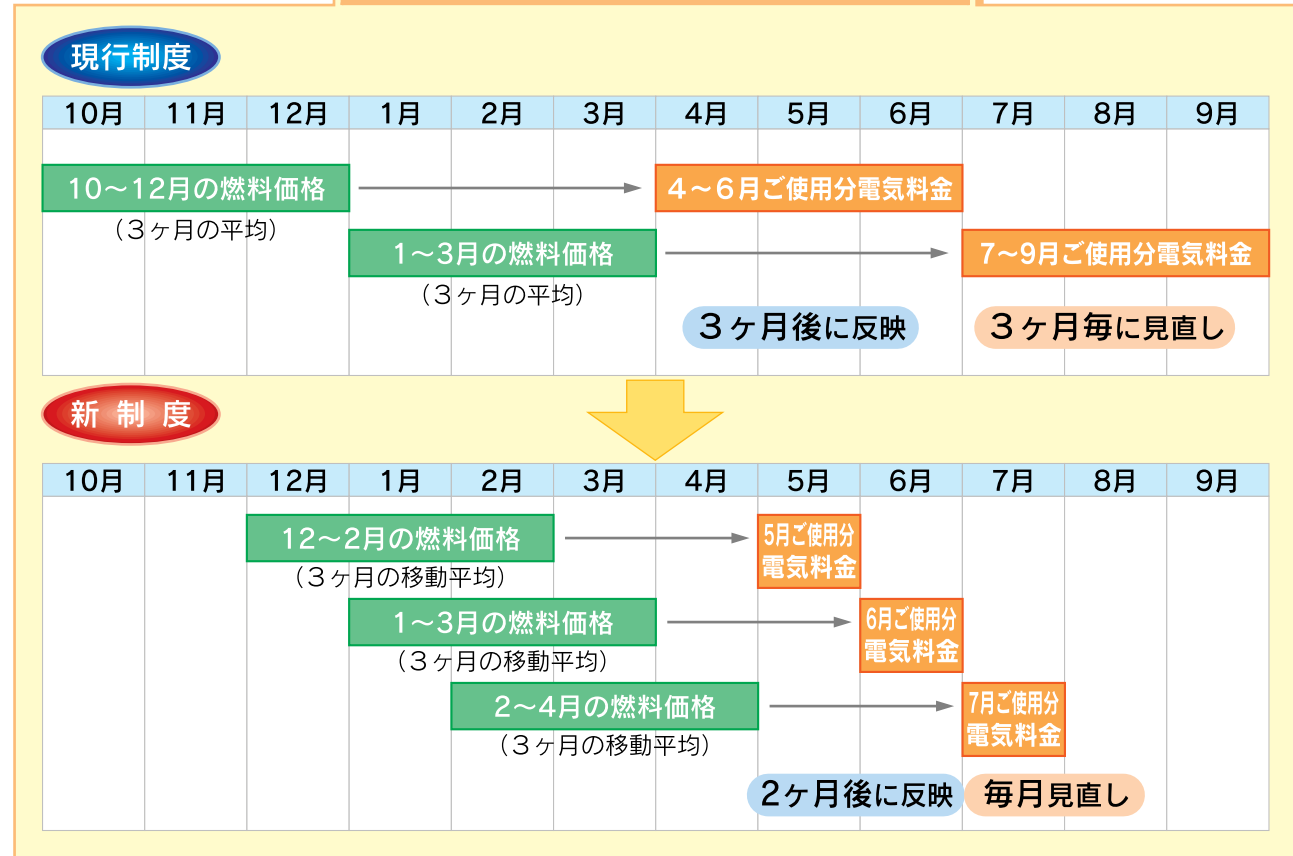 現行制度
10月 11月 12月 1月 2月 3月 4月 5月 6月 7月 8月 9月
10～12月の燃料価格 4～6月ご使用分電気料金
（3ヶ月の平均）
1～3月の燃料価格 7～9月ご使用分電気料金
（3ヶ月の平均）
3ヶ月後に反映 3ヶ月毎に見直し
新制度
10月 11月 12月 1月 2月 3月 4月 5月 6月 7月 8月 9月
12～2月の燃料価格
（3ヶ月の移動平均）
5月ご使用分
電気料金
1～3月の燃料価格
（3ヶ月の移動平均）
6月ご使用分
電気料金
2～4月の燃料価格
（3ヶ月の移動平均）
7月ご使用分
電気料金
2ヶ月後に反映 毎月見直し